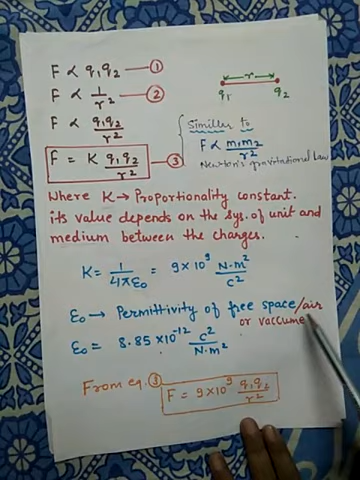 F ∝ q₁q₂ —— ①
F ∝ 1/r² —— ②
F ∝ q₁q₂/r²
F = K q₁q₂/r² —— ③
r
q₁ q₂
Similler to
F ∝ m₁m₂/r²
Newton's gravitational law
Where K → Proportionality constant.
its value depends on the Sys. of unit and
medium between the charges.
K = 1/4πε₀ = 9×10⁹ N·m²/c²
ε₀ → Permittivity of free space/air
or vaccume
ε₀ = 8.85×10⁻¹² c²/N·m²
From eq. ③ F = 9×10⁹ q₁q₂/r²